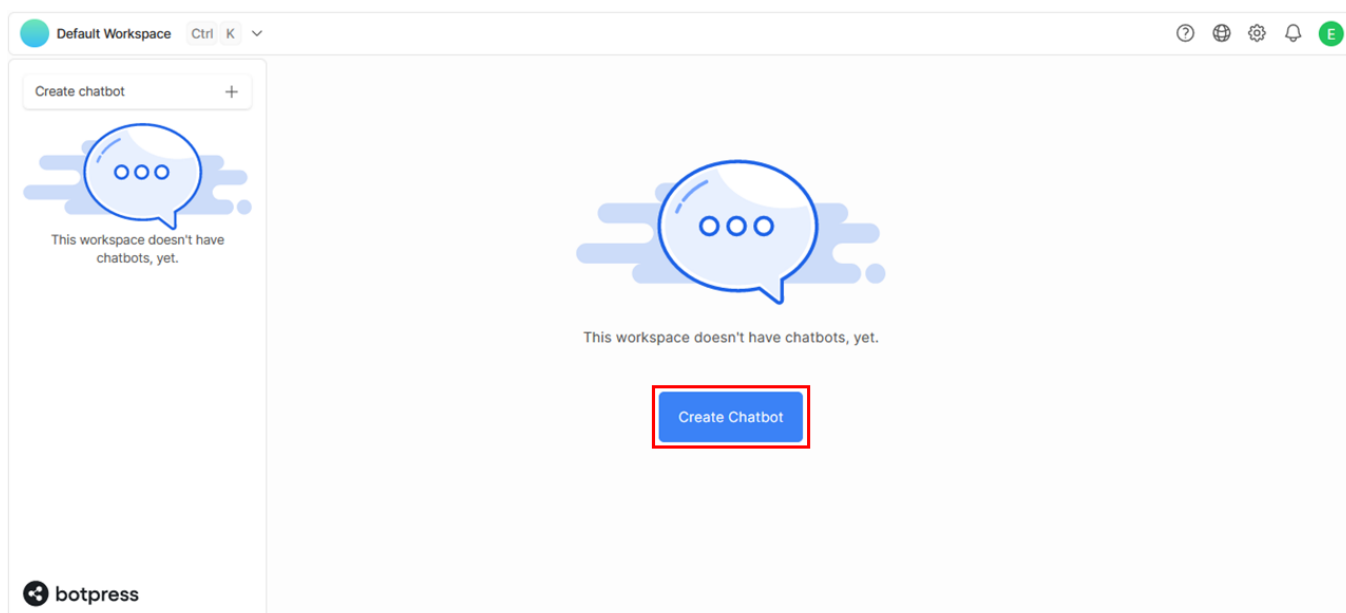 Default Workspace Ctrl K
E
Create chatbot
This workspace doesn't have
chatbots, yet.
This workspace doesn't have chatbots, yet.
Create Chatbot
botpress